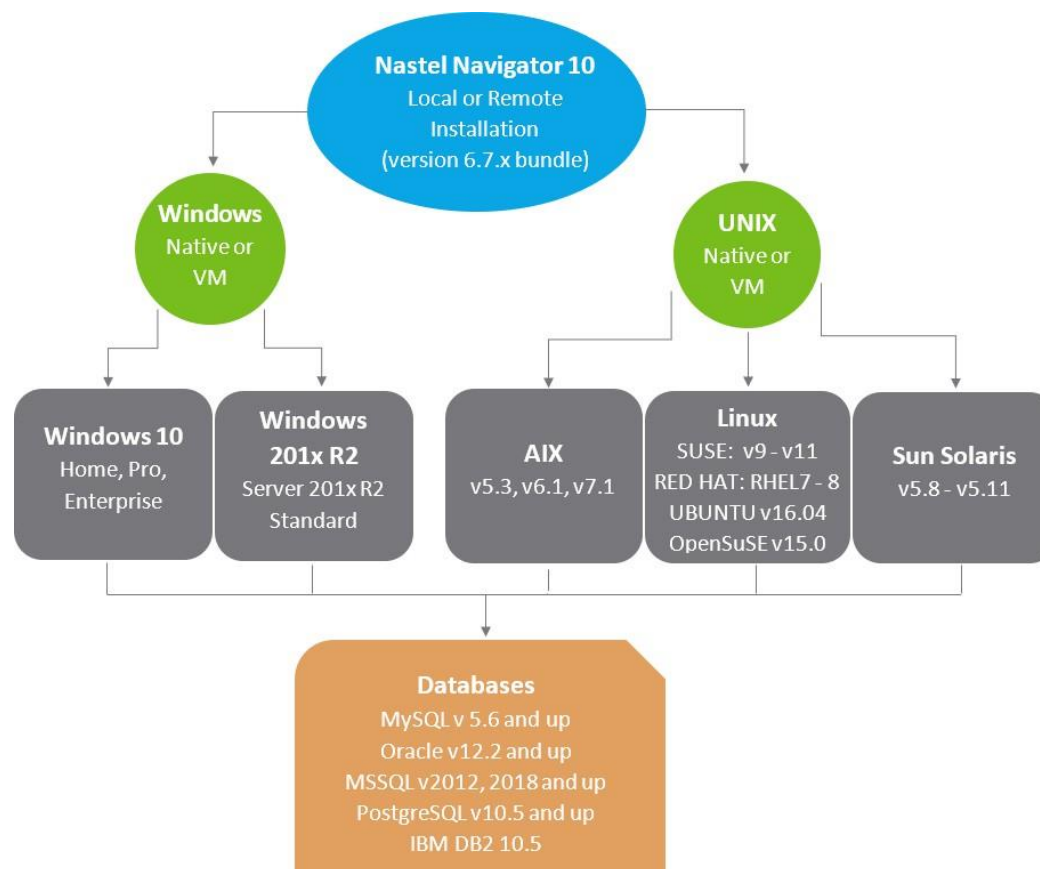 Nastel Navigator 10
Local or Remote
Installation
(version 6.7.x bundle)
Windows
Native or
VM
UNIX
Native or
VM
Windows 10
Home, Pro,
Enterprise
Windows
201x R2
Server 201x R2
Standard
AIX
v5.3, v6.1, v7.1
Linux
SUSE: v9 - v11
RED HAT: RHEL7 - 8
UBUNTU v16.04
OpenSuSE v15.0
Sun Solaris
v5.8 - v5.11
Databases
MySQL v 5.6 and up
Oracle v12.2 and up
MSSQL v2012, 2018 and up
PostgreSQL v10.5 and up
IBM DB2 10.5